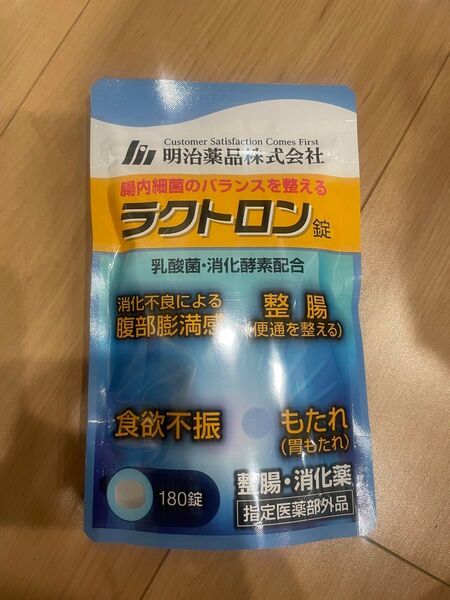 Customer Satisfaction Comes First
明治薬品株式会社
腸内細菌のバランスを整える
ラクトロン錠
乳酸菌・消化酵素配合
消化不良による
腹部膨満感
整腸
(便通を整える)
食欲不振
もたれ
(胃もたれ)
180錠
整腸・消化薬
指定医薬部外品